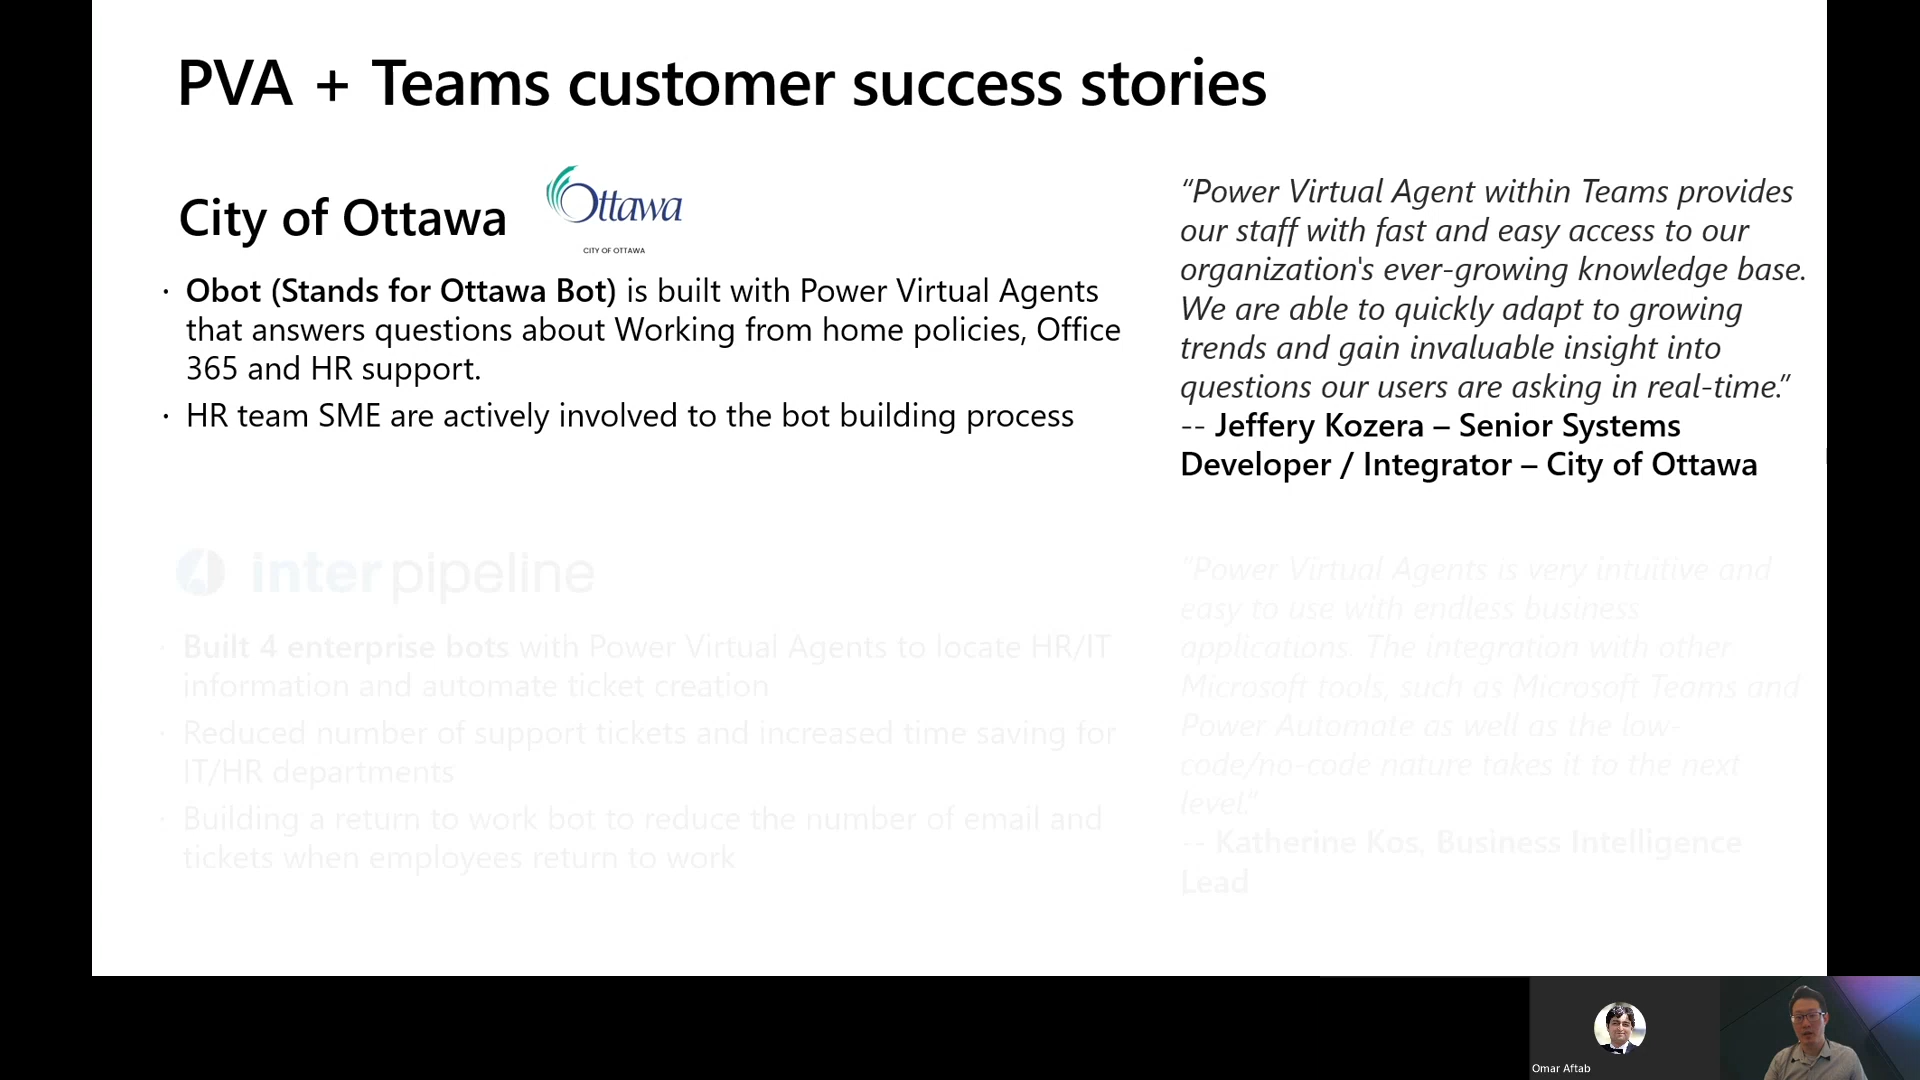 PVA + Teams customer success stories
City of Ottawa
Ottawa
CITY OF OTTAWA
· Obot (Stands for Ottawa Bot) is built with Power Virtual Agents
that answers questions about Working from home policies, Office
365 and HR support.
· HR team SME are actively involved to the bot building process
“Power Virtual Agent within Teams provides
our staff with fast and easy access to our
organization's ever-growing knowledge base.
We are able to quickly adapt to growing
trends and gain invaluable insight into
questions our users are asking in real-time.”
-- Jeffery Kozera – Senior Systems
Developer / Integrator – City of Ottawa
inter pipeline
· Built 4 enterprise bots with Power Virtual Agents to locate HR/IT
information and automate ticket creation
· Reduced number of support tickets and increased time saving for
IT/HR departments
· Building a return to work bot to reduce the number of email and
tickets when employees return to work
“Power Virtual Agents is very intuitive and
easy to use with endless business
applications. The integration with other
Microsoft tools, such as Microsoft Teams and
Power Automate as well as the low-
code/no-code nature takes it to the next
level.”
-- Katherine Kos, Business Intelligence
Lead
Omar Aftab